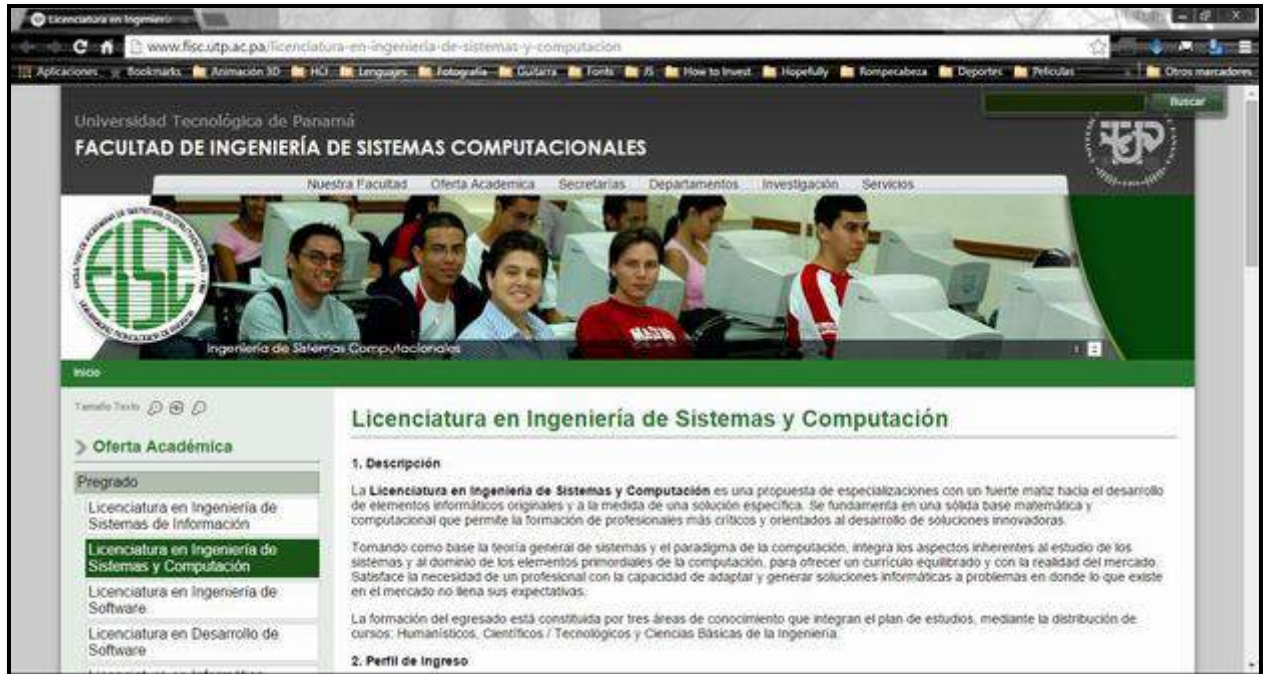 Licenciatura en Ingeniería
www.fisc.utp.ac.pa/licenciatura-en-ingenieria-de-sistemas-y-computacion
Aplicaciones Bookmarks Animación 3D HCI Lenguajes Fotografía Guitarra Fonts JS How to Invest Hopefully Rompecabeza Deportes Películas Otros marcadores
Buscar
Universidad Tecnológica de Panamá
FACULTAD DE INGENIERÍA DE SISTEMAS COMPUTACIONALES
Nuestra Facultad Oferta Academica Secretarias Departamentos Investigación Servicios
FISC
Ingeniería de Sistemas Computacionales
Inicio
Tamaño Texto
Oferta Académica
Pregrado
Licenciatura en Ingeniería de
Sistemas de Información
Licenciatura en Ingeniería de
Sistemas y Computación
Licenciatura en Ingeniería de
Software
Licenciatura en Desarrollo de
Software
Licenciatura en Ingeniería de Sistemas y Computación
1. Descripción
La Licenciatura en Ingeniería de Sistemas y Computación es una propuesta de especializaciones con un fuerte matiz hacia el desarrollo
de elementos informáticos originales y a la medida de una solución específica. Se fundamenta en una sólida base matemática y
computacional que permite la formación de profesionales más críticos y orientados al desarrollo de soluciones innovadoras.
Tomando como base la teoría general de sistemas y el paradigma de la computación, integra los aspectos inherentes al estudio de los
sistemas y al dominio de los elementos primordiales de la computación, para ofrecer un currículo equilibrado y con la realidad del mercado.
Satisface la necesidad de un profesional con la capacidad de adaptar y generar soluciones informáticas a problemas en donde lo que existe
en el mercado no llena sus expectativas.
La formación del egresado está constituida por tres áreas de conocimiento que integran el plan de estudios, mediante la distribución de
cursos: Humanísticos, Científicos / Tecnológicos y Ciencias Básicas de la Ingeniería.
2. Perfil de Ingreso